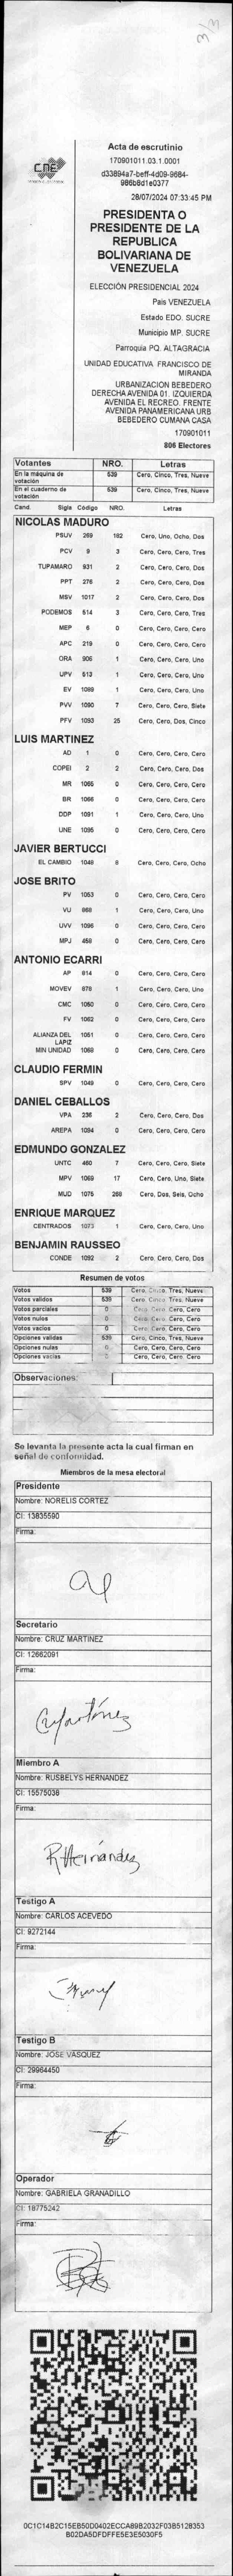 3/3
CNE
Acta de escrutinio
170901011.03.1.0001
d33894a7-beff-4d09-9684-
986b8d1e0377
28/07/2024 07:33:45 PM
PRESIDENTA O
PRESIDENTE DE LA
REPUBLICA
BOLIVARIANA DE
VENEZUELA
ELECCIÓN PRESIDENCIAL 2024
País VENEZUELA
Estado EDO. SUCRE
Municipio MP. SUCRE
Parroquia PQ. ALTAGRACIA
UNIDAD EDUCATIVA FRANCISCO DE
MIRANDA
URBANIZACIÓN BEBEDERO
DERECHA AVENIDA 01. IZQUIERDA
AVENIDA EL RECREO. FRENTE
AVENIDA PANAMERICANA URB
BEBEDERO CUMANA CASA
170901011
806 Electores
Votantes NRO. Letras
En la máquina de votación 539 Cero, Cinco, Tres, Nueve
En el cuaderno de votación 539 Cero, Cinco, Tres, Nueve
Cand. Sigla Código NRO. Letras
NICOLAS MADURO
PSUV 269 182 Cero, Uno, Ocho, Dos
PCV 9 3 Cero, Cero, Cero, Tres
TUPAMARO 931 2 Cero, Cero, Cero, Dos
PPT 276 2 Cero, Cero, Cero, Dos
MSV 1017 2 Cero, Cero, Cero, Dos
PODEMOS 514 3 Cero, Cero, Cero, Tres
MEP 6 0 Cero, Cero, Cero, Cero
APC 219 0 Cero, Cero, Cero, Cero
ORA 906 1 Cero, Cero, Cero, Uno
UPV 513 1 Cero, Cero, Cero, Uno
EV 1089 1 Cero, Cero, Cero, Uno
PVV 1090 7 Cero, Cero, Cero, Siete
PFV 1093 25 Cero, Cero, Dos, Cinco
LUIS MARTINEZ
AD 1 0 Cero, Cero, Cero, Cero
COPEI 2 2 Cero, Cero, Cero, Dos
MR 1065 0 Cero, Cero, Cero, Cero
BR 1066 0 Cero, Cero, Cero, Cero
DDP 1091 1 Cero, Cero, Cero, Uno
UNE 1095 0 Cero, Cero, Cero, Cero
JAVIER BERTUCCI
EL CAMBIO 1048 8 Cero, Cero, Cero, Ocho
JOSE BRITO
PV 1053 0 Cero, Cero, Cero, Cero
VU 868 1 Cero, Cero, Cero, Uno
UVV 1096 0 Cero, Cero, Cero, Cero
MPJ 458 0 Cero, Cero, Cero, Cero
ANTONIO ECARRI
AP 914 0 Cero, Cero, Cero, Cero
MOVEV 878 1 Cero, Cero, Cero, Uno
CMC 1050 0 Cero, Cero, Cero, Cero
FV 1062 0 Cero, Cero, Cero, Cero
ALIANZA DEL LAPIZ 1051 0 Cero, Cero, Cero, Cero
MIN UNIDAD 1068 0 Cero, Cero, Cero, Cero
CLAUDIO FERMIN
SPV 1049 0 Cero, Cero, Cero, Cero
DANIEL CEBALLOS
VPA 236 2 Cero, Cero, Cero, Dos
AREPA 1094 0 Cero, Cero, Cero, Cero
EDMUNDO GONZALEZ
UNTC 460 7 Cero, Cero, Cero, Siete
MPV 1069 17 Cero, Cero, Uno, Siete
MUD 1075 268 Cero, Dos, Seis, Ocho
ENRIQUE MARQUEZ
CENTRADOS 1073 1 Cero, Cero, Cero, Uno
BENJAMIN RAUSSEO
CONDE 1092 2 Cero, Cero, Cero, Dos
Resumen de votos
Votos 539 Cero, Cinco, Tres, Nueve
Votos validos 539 Cero, Cinco, Tres, Nueve
Votos parciales 0 Cero, Cero, Cero, Cero
Votos nulos 0 Cero, Cero, Cero, Cero
Votos vacios 0 Cero, Cero, Cero, Cero
Opciones validas 539 Cero, Cinco, Tres, Nueve
Opciones nulas 0 Cero, Cero, Cero, Cero
Opciones vacias 0 Cero, Cero, Cero, Cero
Observaciones:
Se levanta la presente acta la cual firman en
señal de conformidad.
Miembros de la mesa electoral
Presidente
Nombre: NORELIS CORTEZ
CI: 13835590
Firma:
Secretario
Nombre: CRUZ MARTINEZ
CI: 12662091
Firma:
Miembro A
Nombre: RUSBELYS HERNANDEZ
CI: 15575038
Firma:
RHernández
Testigo A
Nombre: CARLOS ACEVEDO
CI: 9272144
Firma:
Testigo B
Nombre: JOSE VASQUEZ
CI: 29964450
Firma:
Operador
Nombre: GABRIELA GRANADILLO
CI: 18775242
Firma:
0C1C14B2C15EB50D0402ECCA89B2032F03B5128353
B02DA5DFDFFE5E3E5030F5